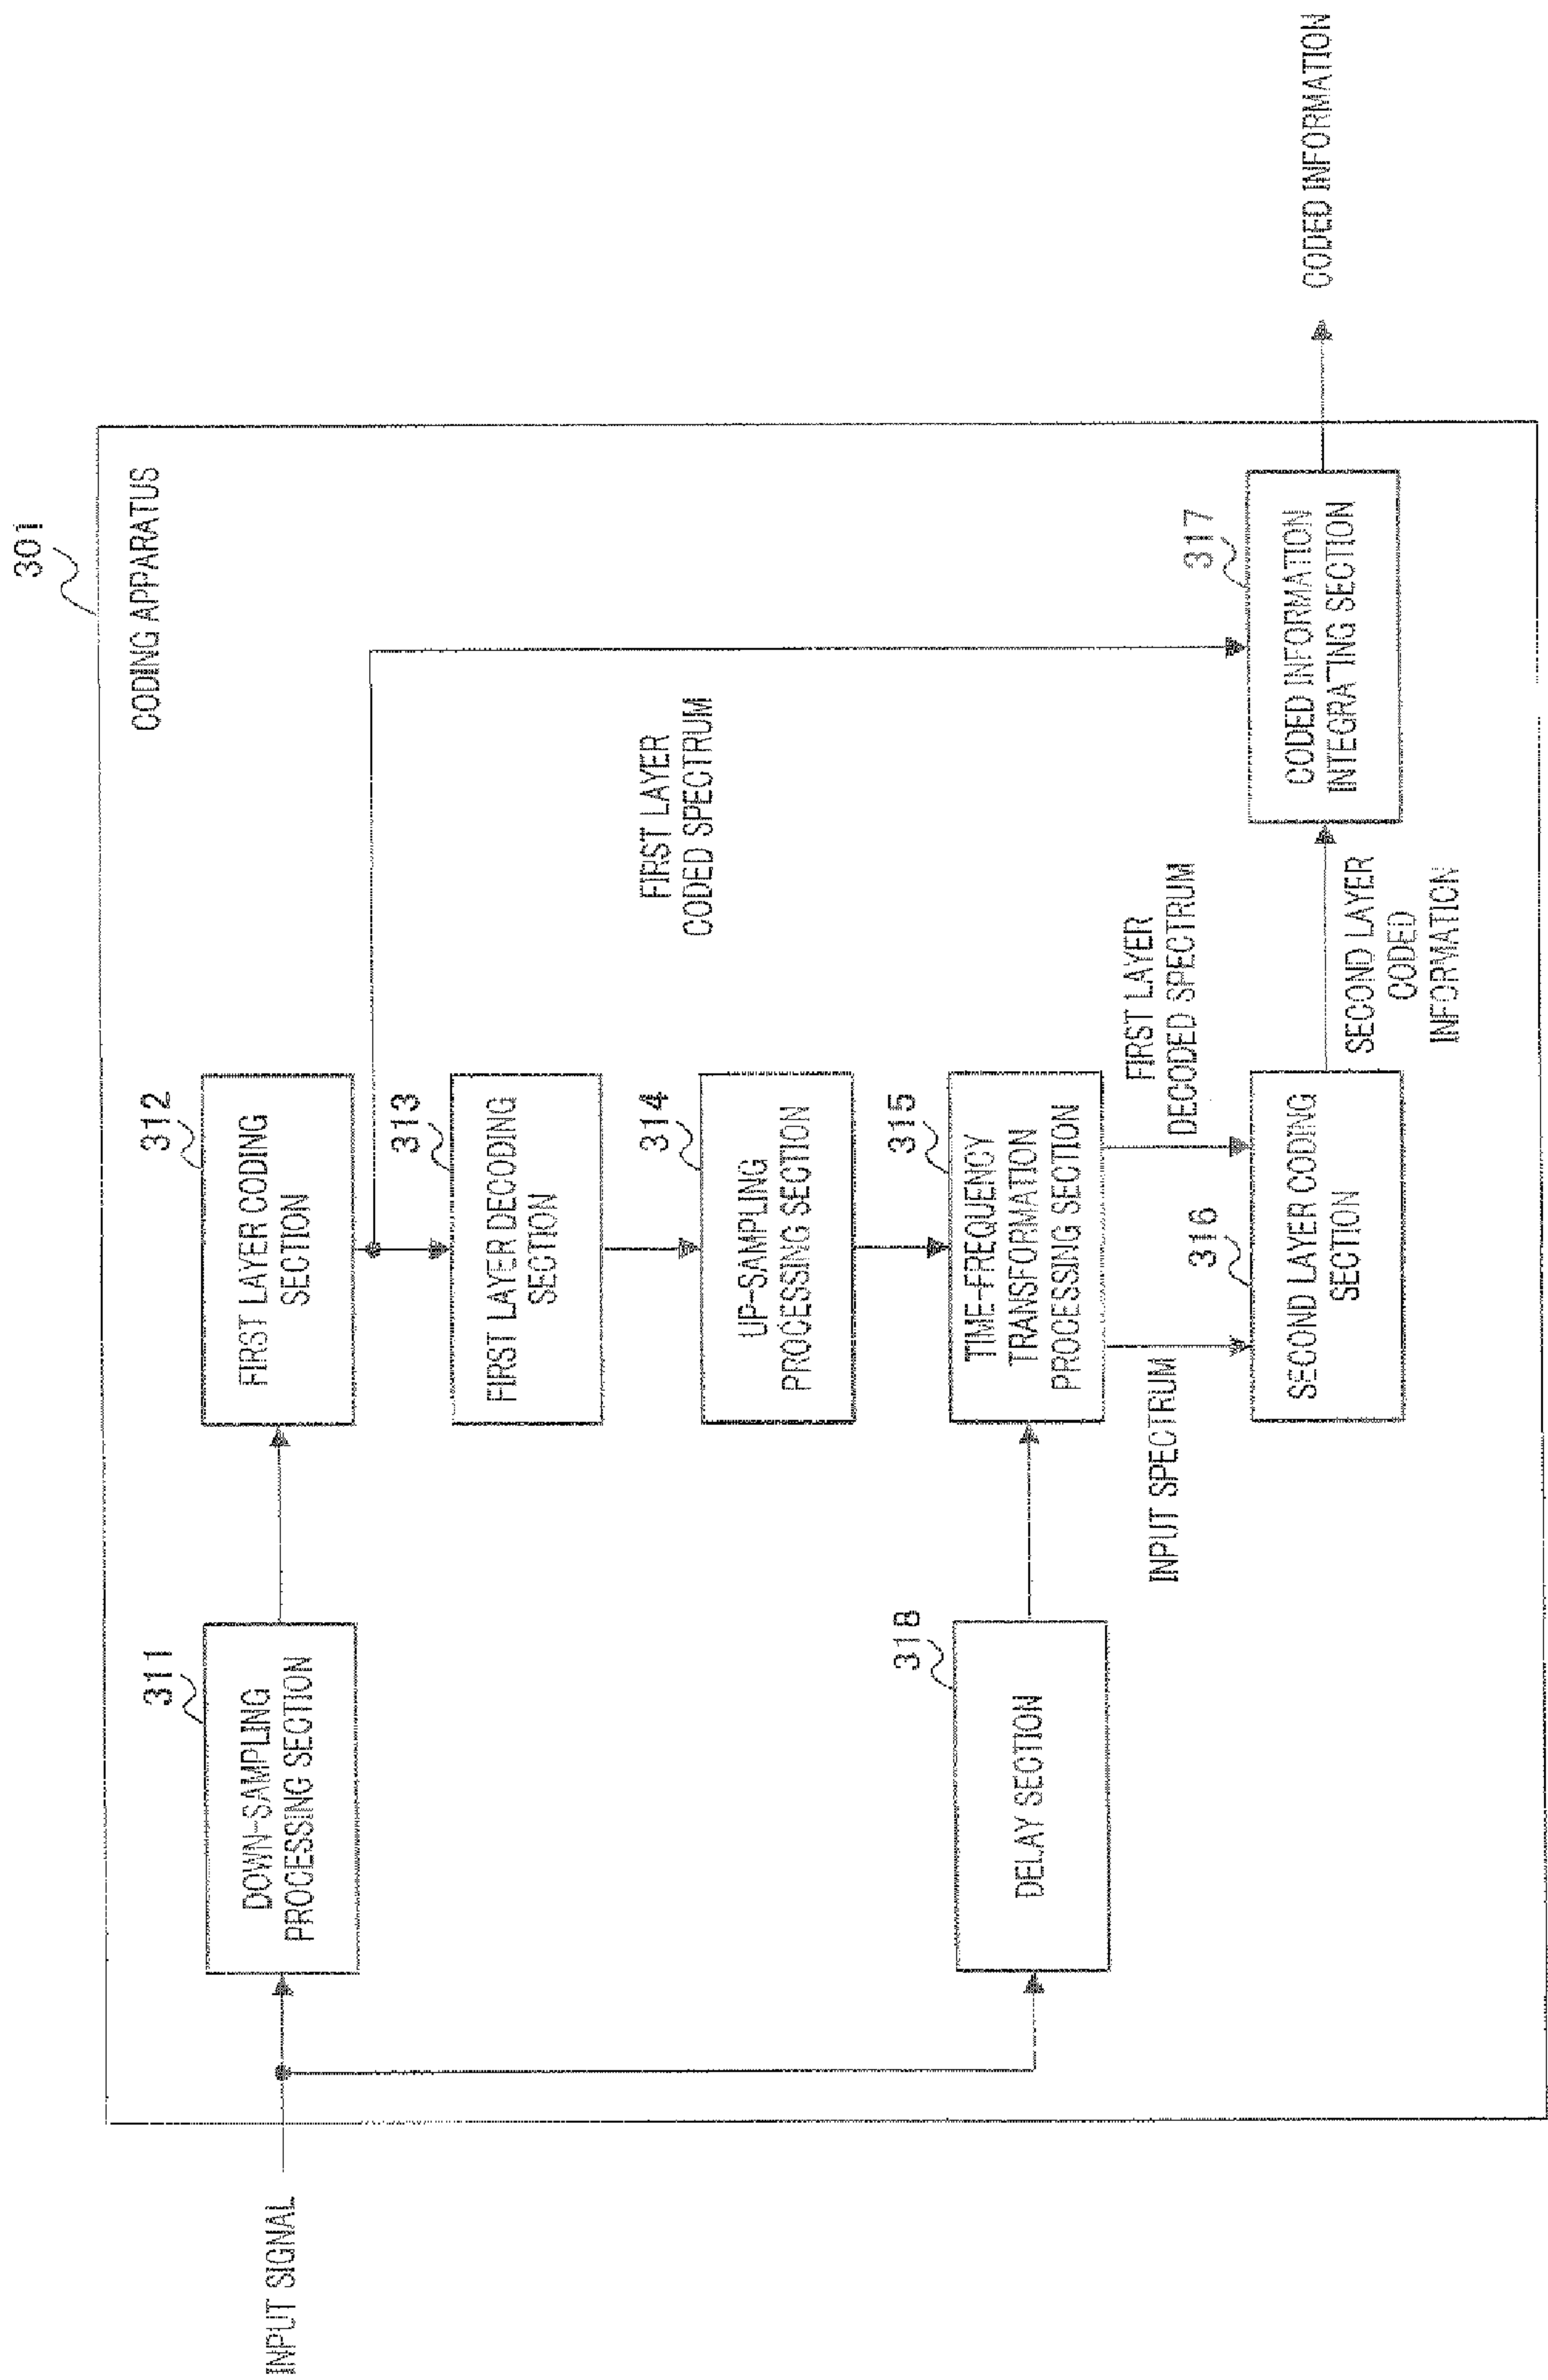 301
CODING APPARATUS
INPUT SIGNAL
311
DOWN-SAMPLING
PROCESSING SECTION
312
FIRST LAYER CODING
SECTION
313
FIRST LAYER DECODING
SECTION
FIRST LAYER
CODED SPECTRUM
314
UP-SAMPLING
PROCESSING SECTION
318
DELAY SECTION
315
TIME-FREQUENCY
TRANSFORMATION
PROCESSING SECTION
INPUT SPECTRUM
FIRST LAYER
DECODED SPECTRUM
316
SECOND LAYER CODING
SECTION
SECOND LAYER
CODED
INFORMATION
317
CODED INFORMATION
INTEGRATING SECTION
CODED INFORMATION